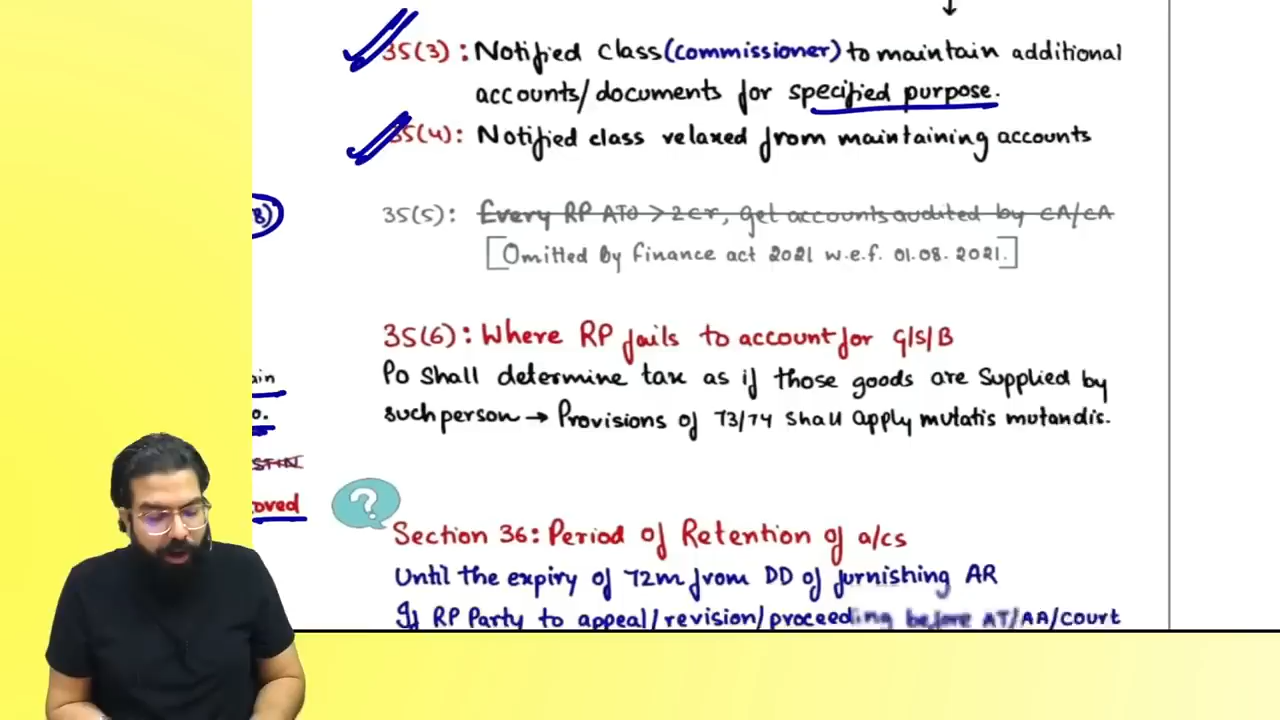 35(3) : Notified class (commissioner) to maintain additional
accounts/documents for specified purpose.
35(4): Notified class relaxed from maintaining accounts
35(5): Every RP ATO > 2cr, get accounts audited by CA/CA
[Omitted by finance act 2021 w.e.f. 01.08.2021.]
35(6): Where RP fails to account for G/S/B
PO shall determine tax as if those goods are supplied by
such person → Provisions of 73/74 shall apply mutatis mutandis.
?
Section 36: Period of Retention of a/cs
Until the expiry of 72m from DD of furnishing AR
If RP Party to appeal/revision/proceeding before AT/AA/court